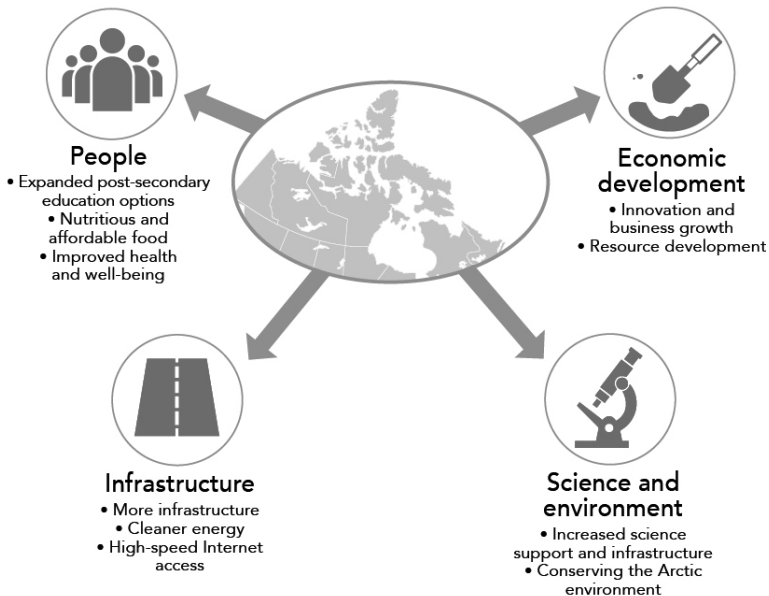 People
• Expanded post-secondary
education options
• Nutritious and
affordable food
• Improved health
and well-being
Economic
development
• Innovation and
business growth
• Resource development
Infrastructure
• More infrastructure
• Cleaner energy
• High-speed Internet
access
Science and
environment
• Increased science
support and infrastructure
• Conserving the Arctic
environment